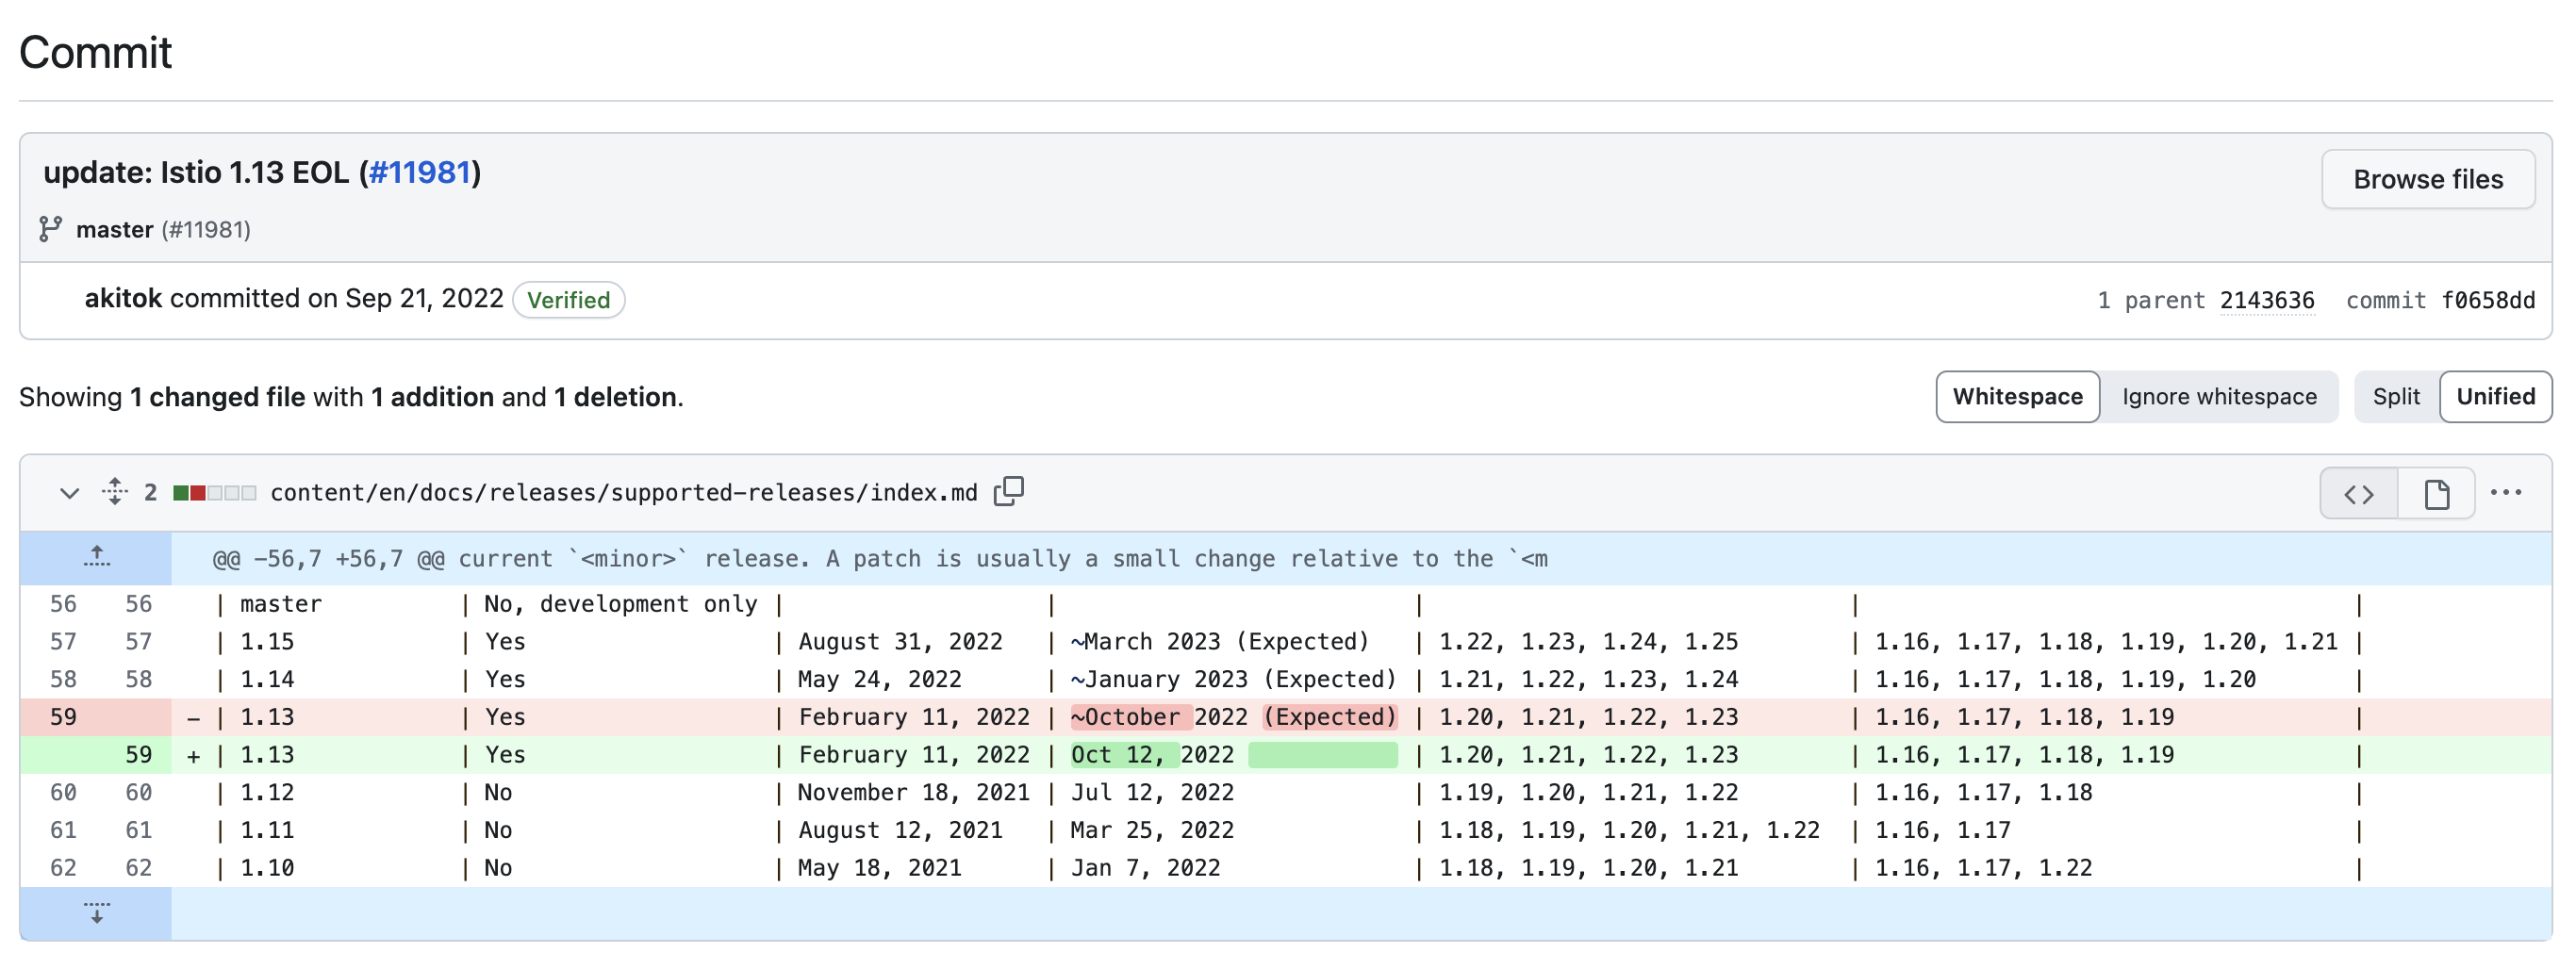 Commit
update: Istio 1.13 EOL (#11981)
Browse files
master (#11981)
akitok committed on Sep 21, 2022 Verified
1 parent 2143636 commit f0658dd
Showing 1 changed file with 1 addition and 1 deletion.
Whitespace Ignore whitespace Split Unified
2 content/en/docs/releases/supported-releases/index.md
@@ -56,7 +56,7 @@ current `<minor>` release. A patch is usually a small change relative to the `<m
56 56 | master | No, development only | | | | |
57 57 | 1.15 | Yes | August 31, 2022 | ~March 2023 (Expected) | 1.22, 1.23, 1.24, 1.25 | 1.16, 1.17, 1.18, 1.19, 1.20, 1.21 |
58 58 | 1.14 | Yes | May 24, 2022 | ~January 2023 (Expected) | 1.21, 1.22, 1.23, 1.24 | 1.16, 1.17, 1.18, 1.19, 1.20 |
59 - | 1.13 | Yes | February 11, 2022 | ~October 2022 (Expected) | 1.20, 1.21, 1.22, 1.23 | 1.16, 1.17, 1.18, 1.19 |
59 + | 1.13 | Yes | February 11, 2022 | Oct 12, 2022 | 1.20, 1.21, 1.22, 1.23 | 1.16, 1.17, 1.18, 1.19 |
60 60 | 1.12 | No | November 18, 2021 | Jul 12, 2022 | 1.19, 1.20, 1.21, 1.22 | 1.16, 1.17, 1.18 |
61 61 | 1.11 | No | August 12, 2021 | Mar 25, 2022 | 1.18, 1.19, 1.20, 1.21, 1.22 | 1.16, 1.17 |
62 62 | 1.10 | No | May 18, 2021 | Jan 7, 2022 | 1.18, 1.19, 1.20, 1.21 | 1.16, 1.17, 1.22 |